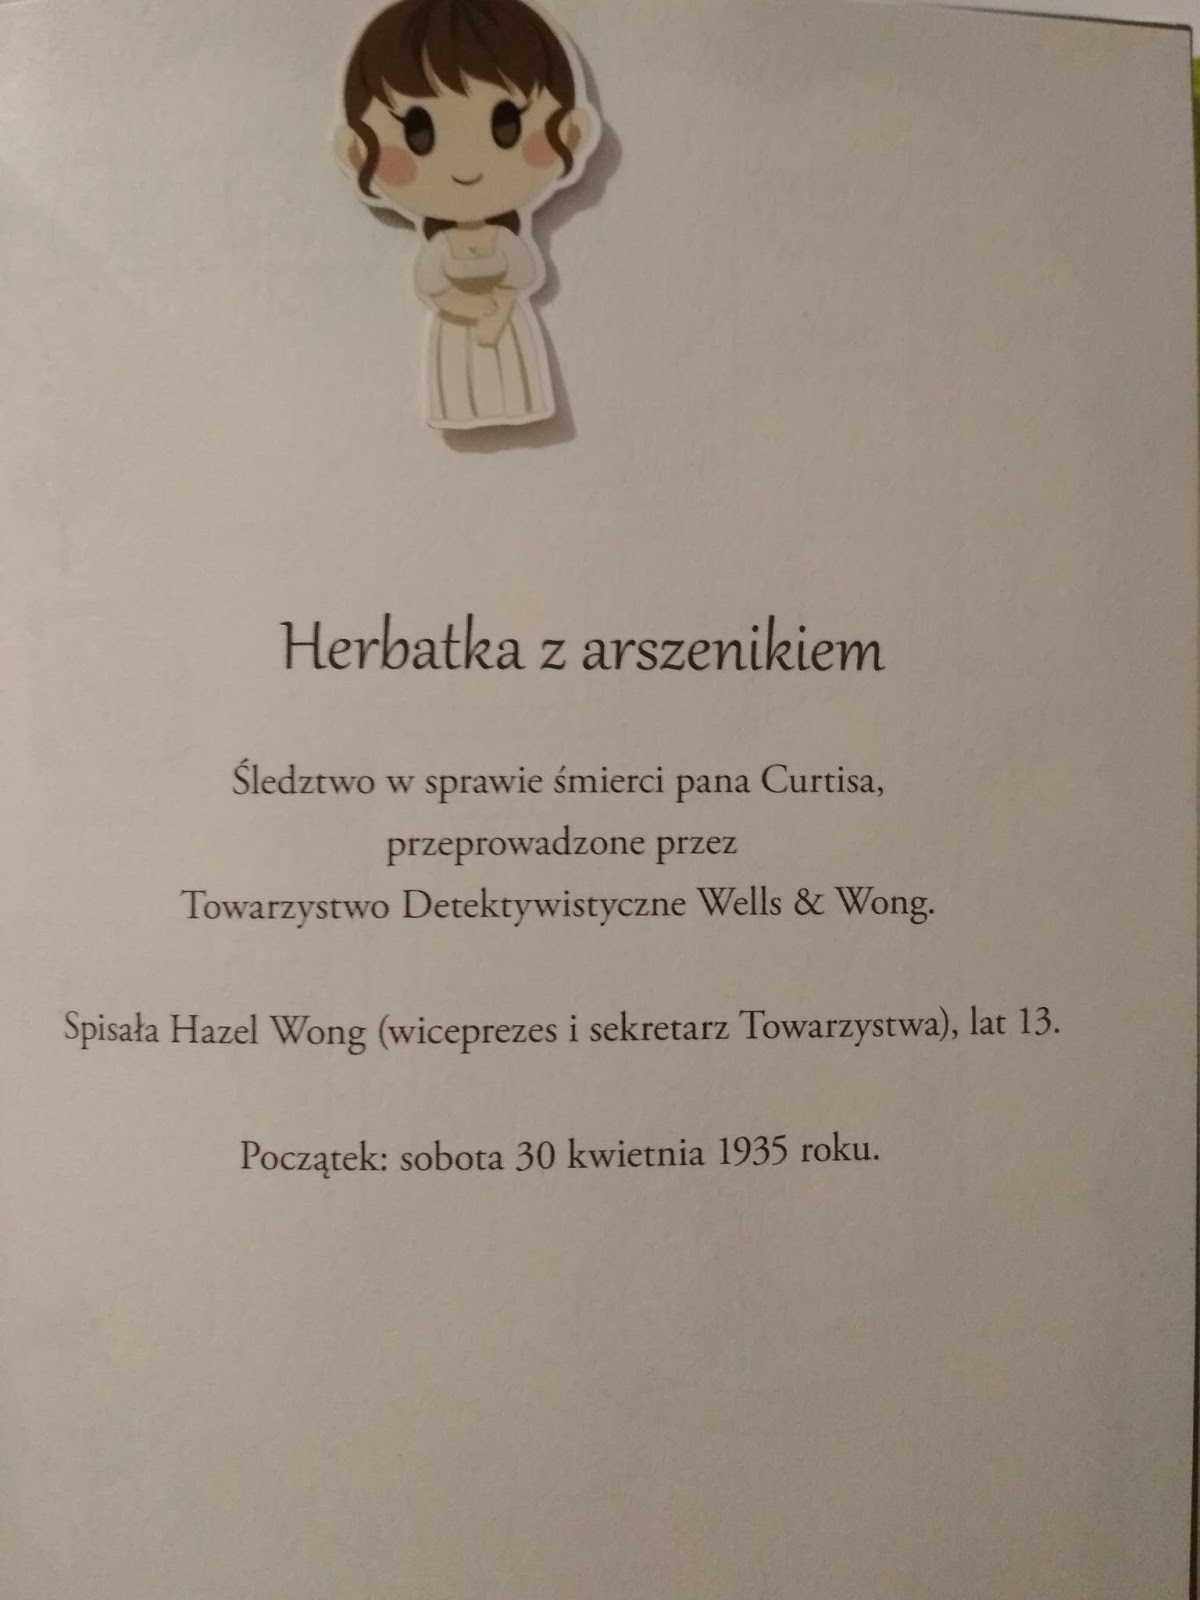 Herbatka z arszenikiem
Śledztwo w sprawie śmierci pana Curtisa,
przeprowadzone przez
Towarzystwo Detektywistyczne Wells & Wong.
Spisała Hazel Wong (wiceprezes i sekretarz Towarzystwa), lat 13.
Początek: sobota 30 kwietnia 1935 roku.